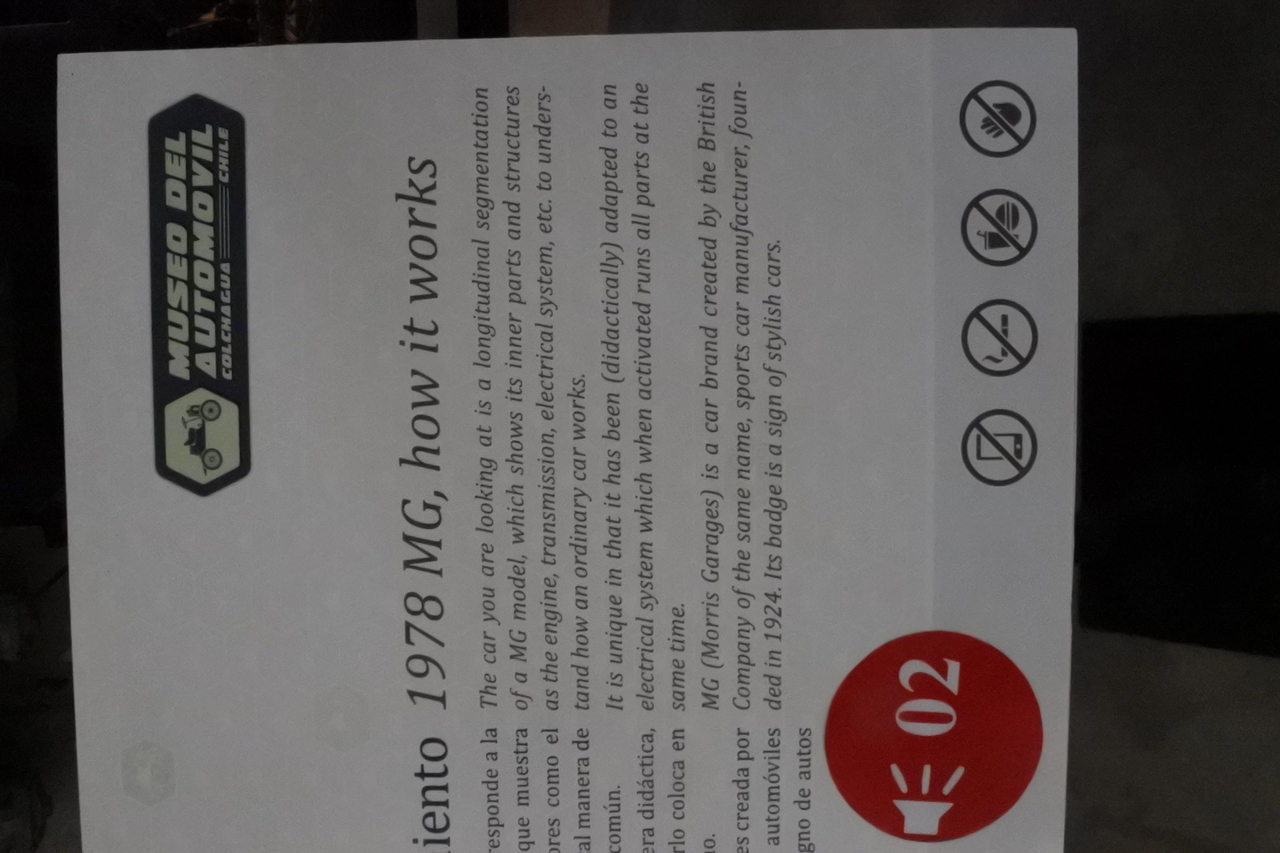 MUSEO DEL
AUTOMOVIL
COLCHAGUA CHILE
iento
responde a la
que muestra
ores como el
al manera de
común.
era didáctica,
rlo coloca en
no.
es creada por
automóviles
gno de autos
1978 MG, how it works
The car you are looking at is a longitudinal segmentation
of a MG model, which shows its inner parts and structures
as the engine, transmission, electrical system, etc. to unders-
tand how an ordinary car works.
It is unique in that it has been (didactically) adapted to an
electrical system which when activated runs all parts at the
same time.
MG (Morris Garages) is a car brand created by the British
Company of the same name, sports car manufacturer, foun-
ded in 1924. Its badge is a sign of stylish cars.
02